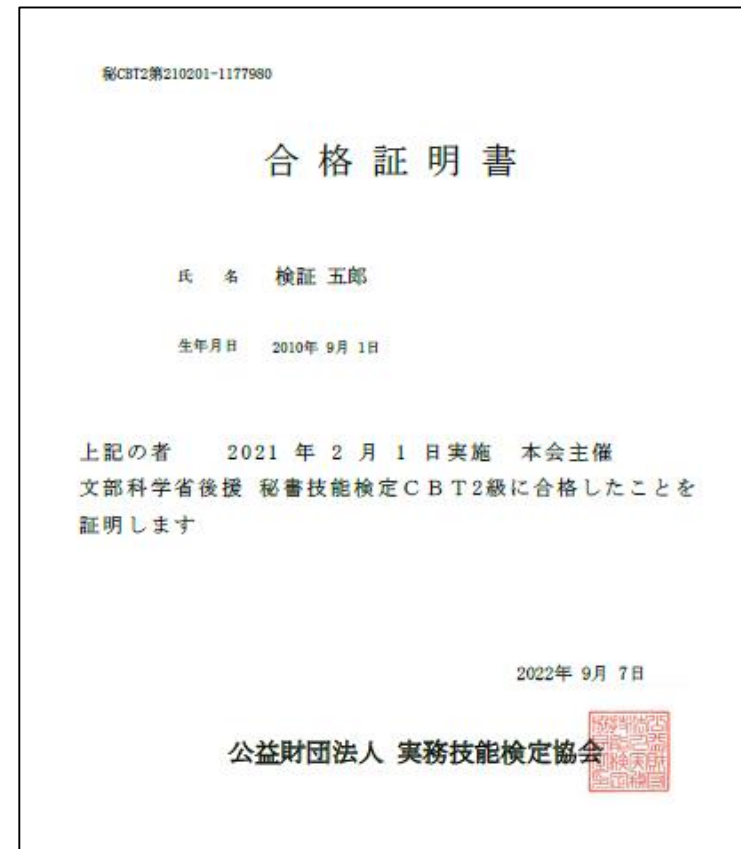 秘CBT2第210201-1177980
合格証明書
氏 名 検証 五郎
生年月日 2010年 9月 1日
上記の者 2021 年 2 月 1 日実施 本会主催
文部科学省後援 秘書技能検定CBT2級に合格したことを
証明します
2022年 9月 7日
公益財団法人 実務技能検定協会